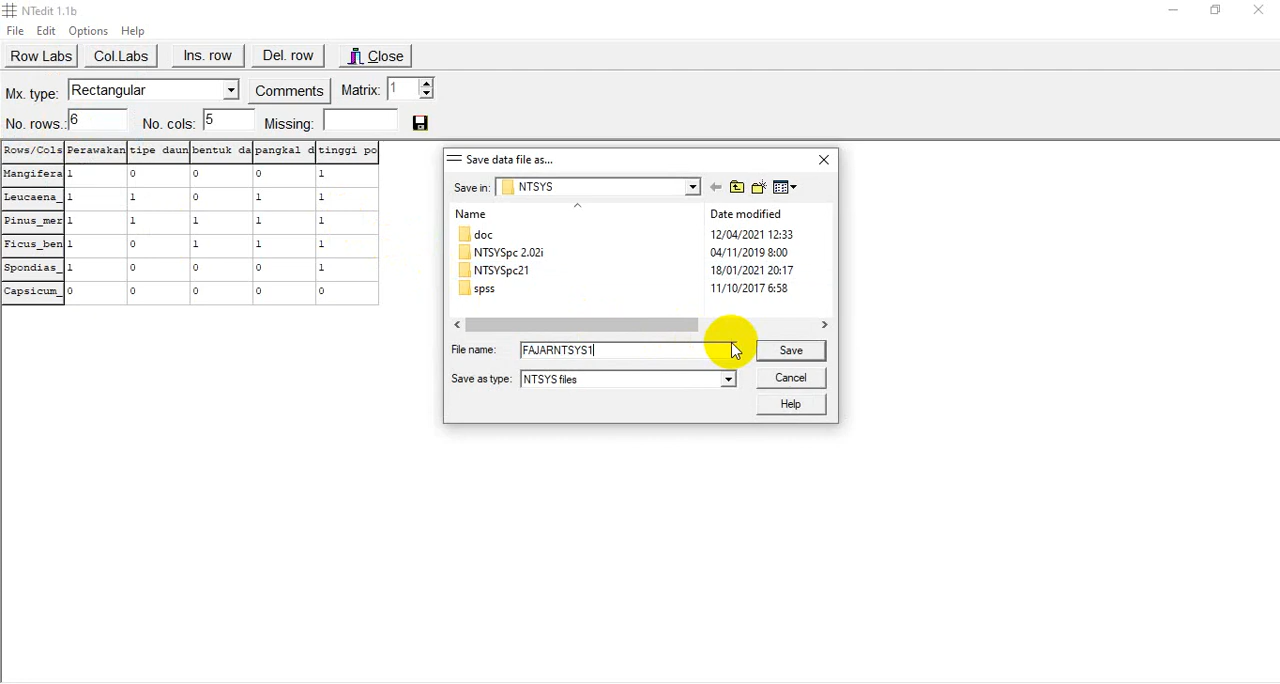 NTedit 1.1b
File Edit Options Help
Row Labs Col.Labs Ins. row Del. row Close
Mx. type: Rectangular Comments Matrix: 1
No. rows.: 6 No. cols: 5 Missing:
Rows/Cols Perawakan tipe daun bentuk da pangkal d tinggi po
Mangifera 1 0 0 0 1
Leucaena_ 1 1 0 1 1
Pinus_mer 1 1 1 1 1
Ficus_ben 1 0 1 1 1
Spondias_ 1 0 0 0 1
Capsicum_ 0 0 0 0 0
Save data file as...
Save in: NTSYS
Name Date modified
doc 12/04/2021 12:33
NTSYSpc 2.02i 04/11/2019 8:00
NTSYSpc21 18/01/2021 20:17
spss 11/10/2017 6:58
File name: FAJARNTSYS1 Save
Save as type: NTSYS files Cancel
Help